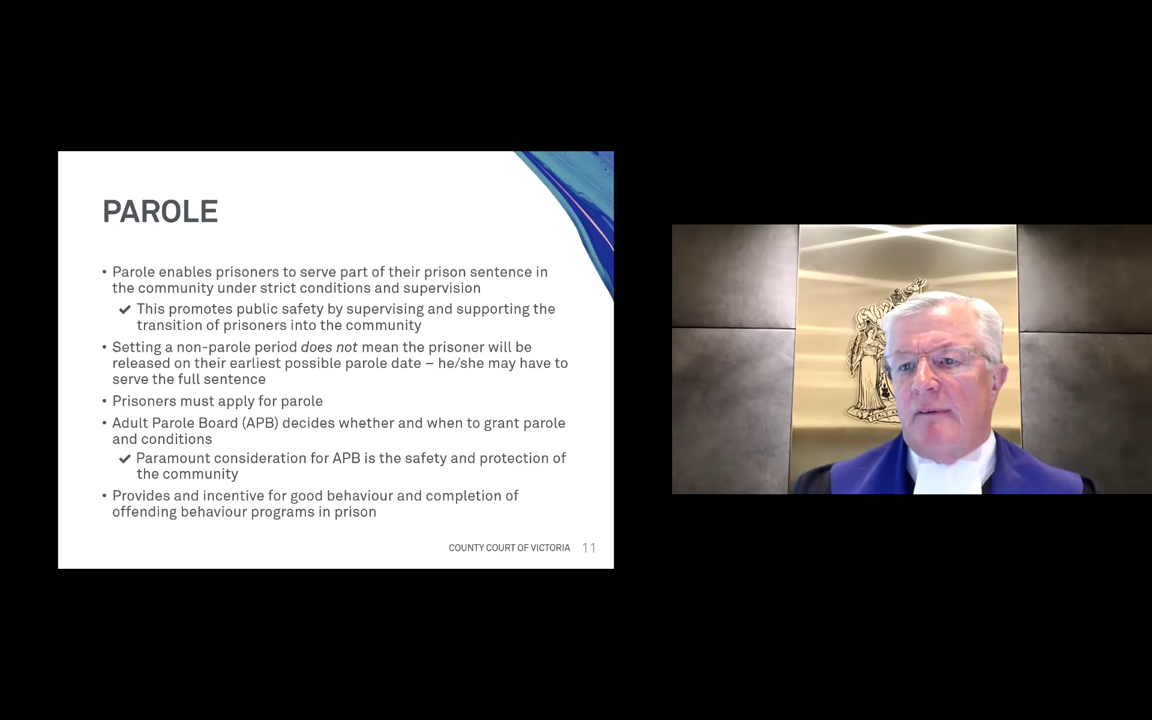 PAROLE
• Parole enables prisoners to serve part of their prison sentence in
the community under strict conditions and supervision
✔ This promotes public safety by supervising and supporting the
transition of prisoners into the community
• Setting a non-parole period does not mean the prisoner will be
released on their earliest possible parole date – he/she may have to
serve the full sentence
• Prisoners must apply for parole
• Adult Parole Board (APB) decides whether and when to grant parole
and conditions
✔ Paramount consideration for APB is the safety and protection of
the community
• Provides and incentive for good behaviour and completion of
offending behaviour programs in prison
COUNTY COURT OF VICTORIA 11